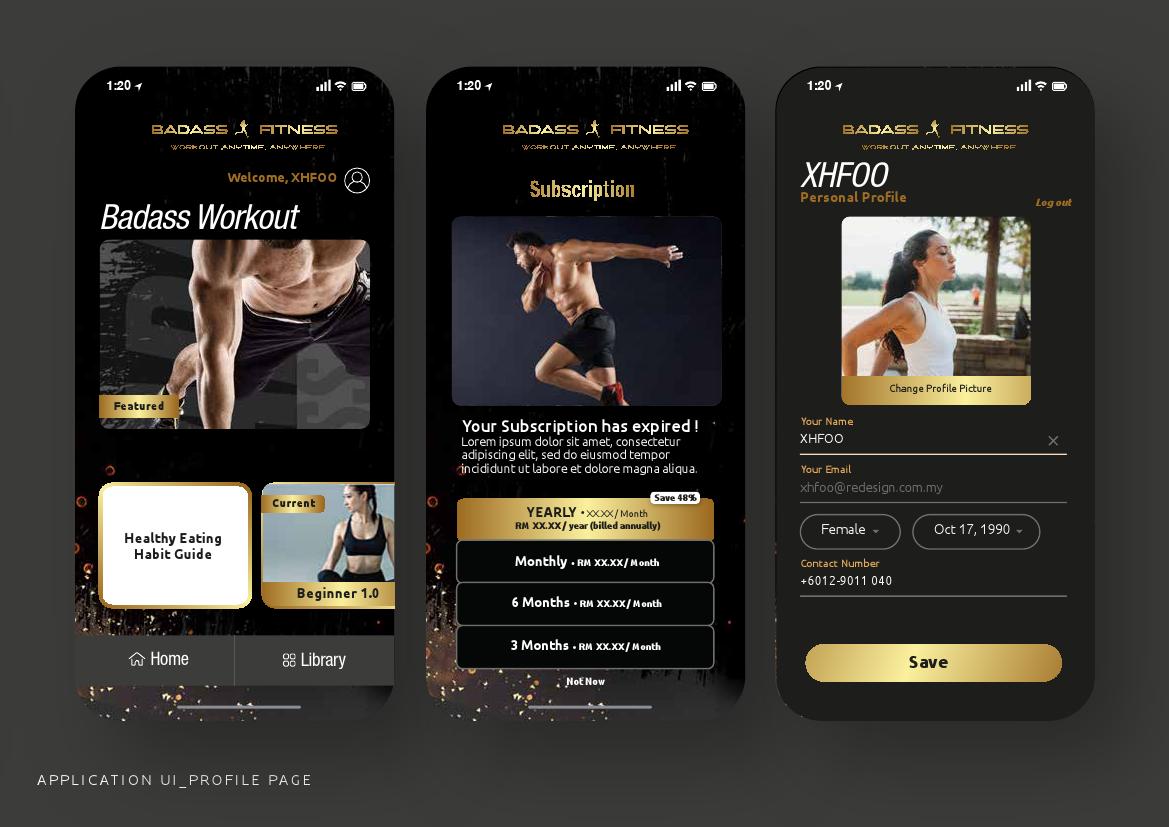 1:20
BADASS FITNESS
WORKOUT ANYTIME, ANYWHERE
Welcome, XHFOO
Badass Workout
Featured
Healthy Eating
Habit Guide
Current
Beginner 1.0
Home
Library
1:20
BADASS FITNESS
WORKOUT ANYTIME, ANYWHERE
Subscription
Your Subscription has expired !
Lorem ipsum dolor sit amet, consectetur
adipiscing elit, sed do eiusmod tempor
incididunt ut labore et dolore magna aliqua.
Save 48%
YEARLY • XX.XX / Month
RM XX.XX / year (billed annually)
Monthly • RM XX.XX / Month
6 Months • RM XX.XX / Month
3 Months • RM XX.XX / Month
Not Now
1:20
BADASS FITNESS
WORKOUT ANYTIME, ANYWHERE
XHFOO
Personal Profile
Log out
Change Profile Picture
Your Name
XHFOO
Your Email
xhfoo@redesign.com.my
Female
Oct 17, 1990
Contact Number
+6012-9011 040
Save
APPLICATION UI_PROFILE PAGE